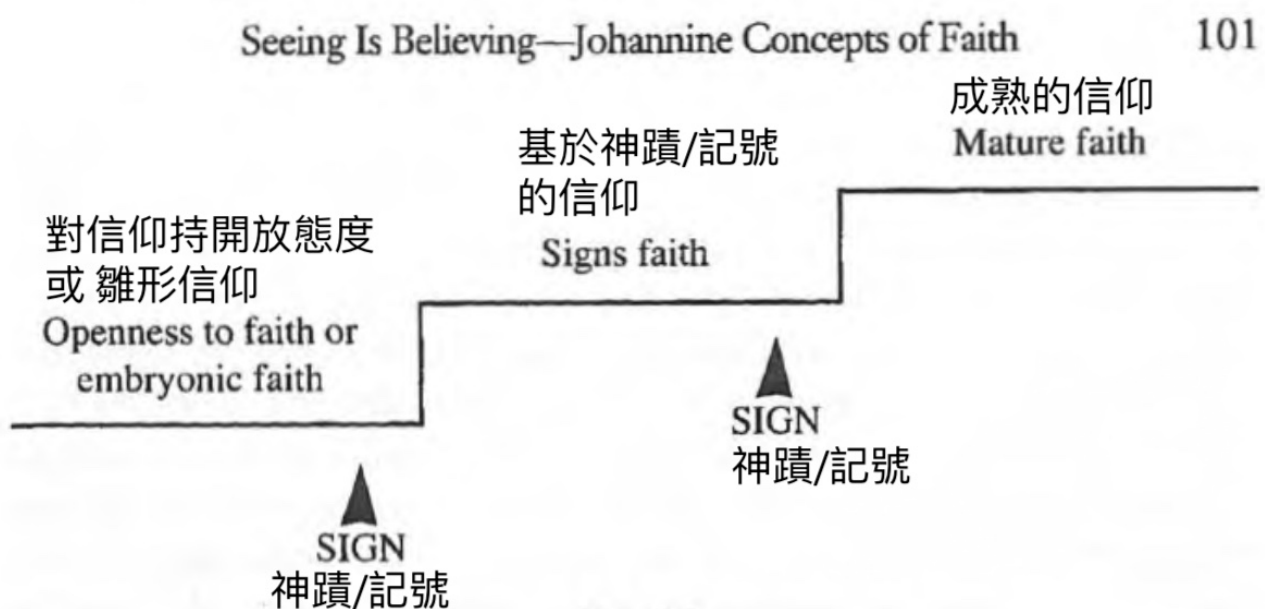 Seeing Is Believing—Johannine Concepts of Faith 101
成熟的信仰
Mature faith
基於神蹟/記號
的信仰
Signs faith
對信仰持開放態度
或 雛形信仰
Openness to faith or
embryonic faith
SIGN
神蹟/記號
SIGN
神蹟/記號